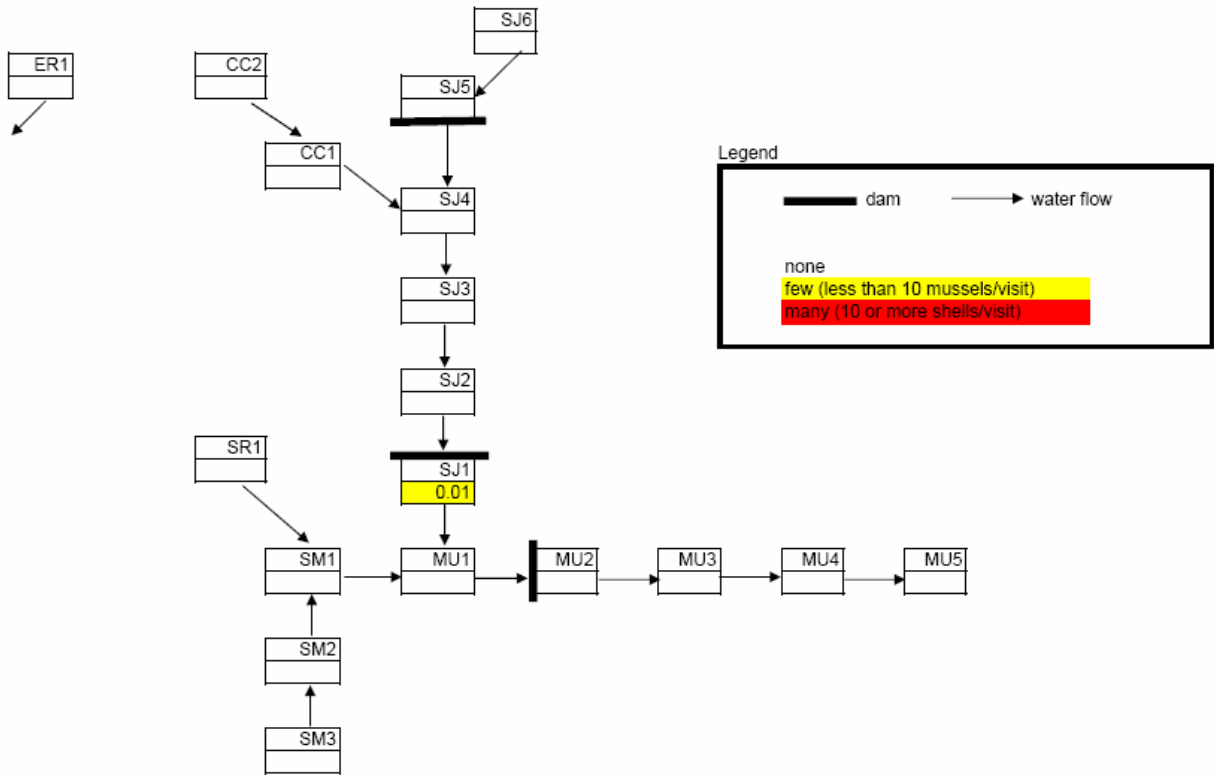 SJ6
ER1
CC2
SJ5
CC1
SJ4
SJ3
SJ2
SR1
SJ1
0.01
SM1
MU1
MU2
MU3
MU4
MU5
SM2
SM3
Legend
dam
water flow
none
few (less than 10 mussels/visit)
many (10 or more shells/visit)